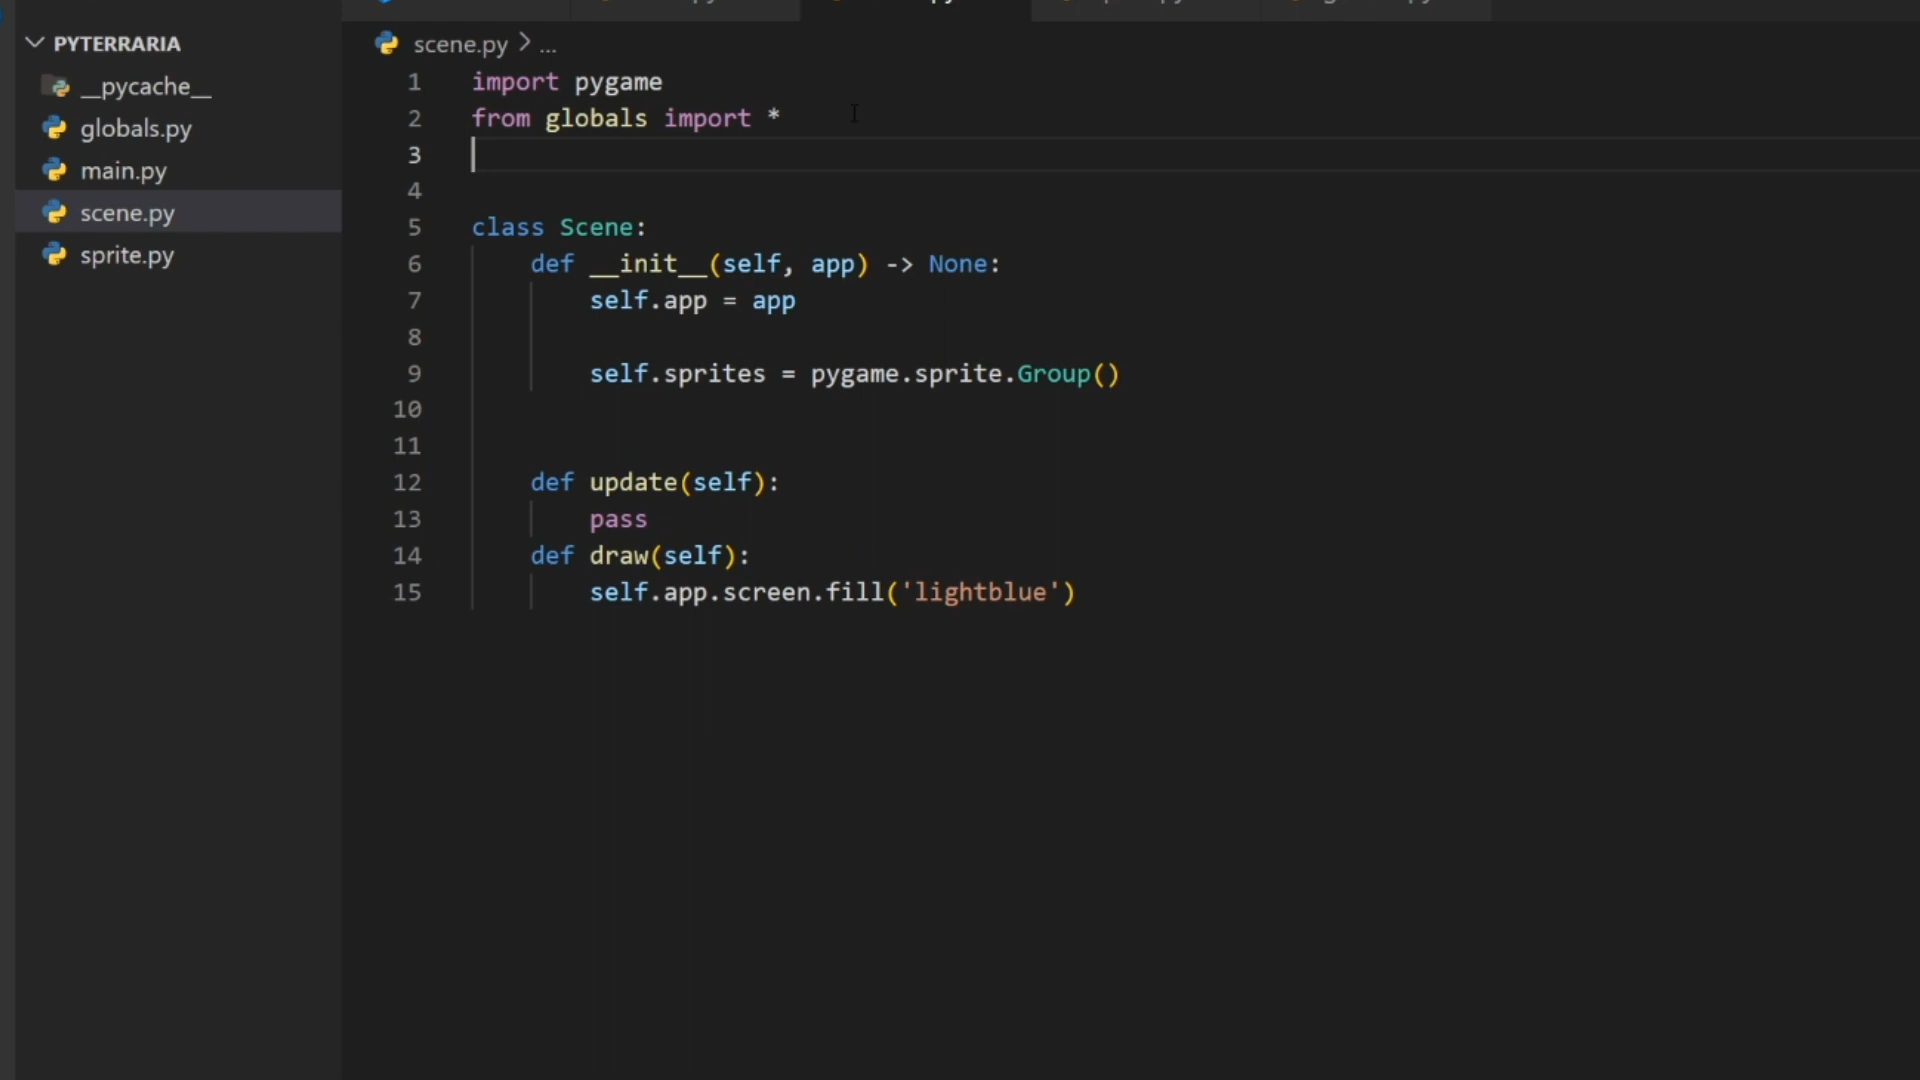 PYTERRARIA
__pycache__
globals.py
main.py
scene.py
sprite.py
scene.py > ...
1 import pygame
2 from globals import *
3
4
5 class Scene:
6 def __init__(self, app) -> None:
7 self.app = app
8
9 self.sprites = pygame.sprite.Group()
10
11
12 def update(self):
13 pass
14 def draw(self):
15 self.app.screen.fill('lightblue')